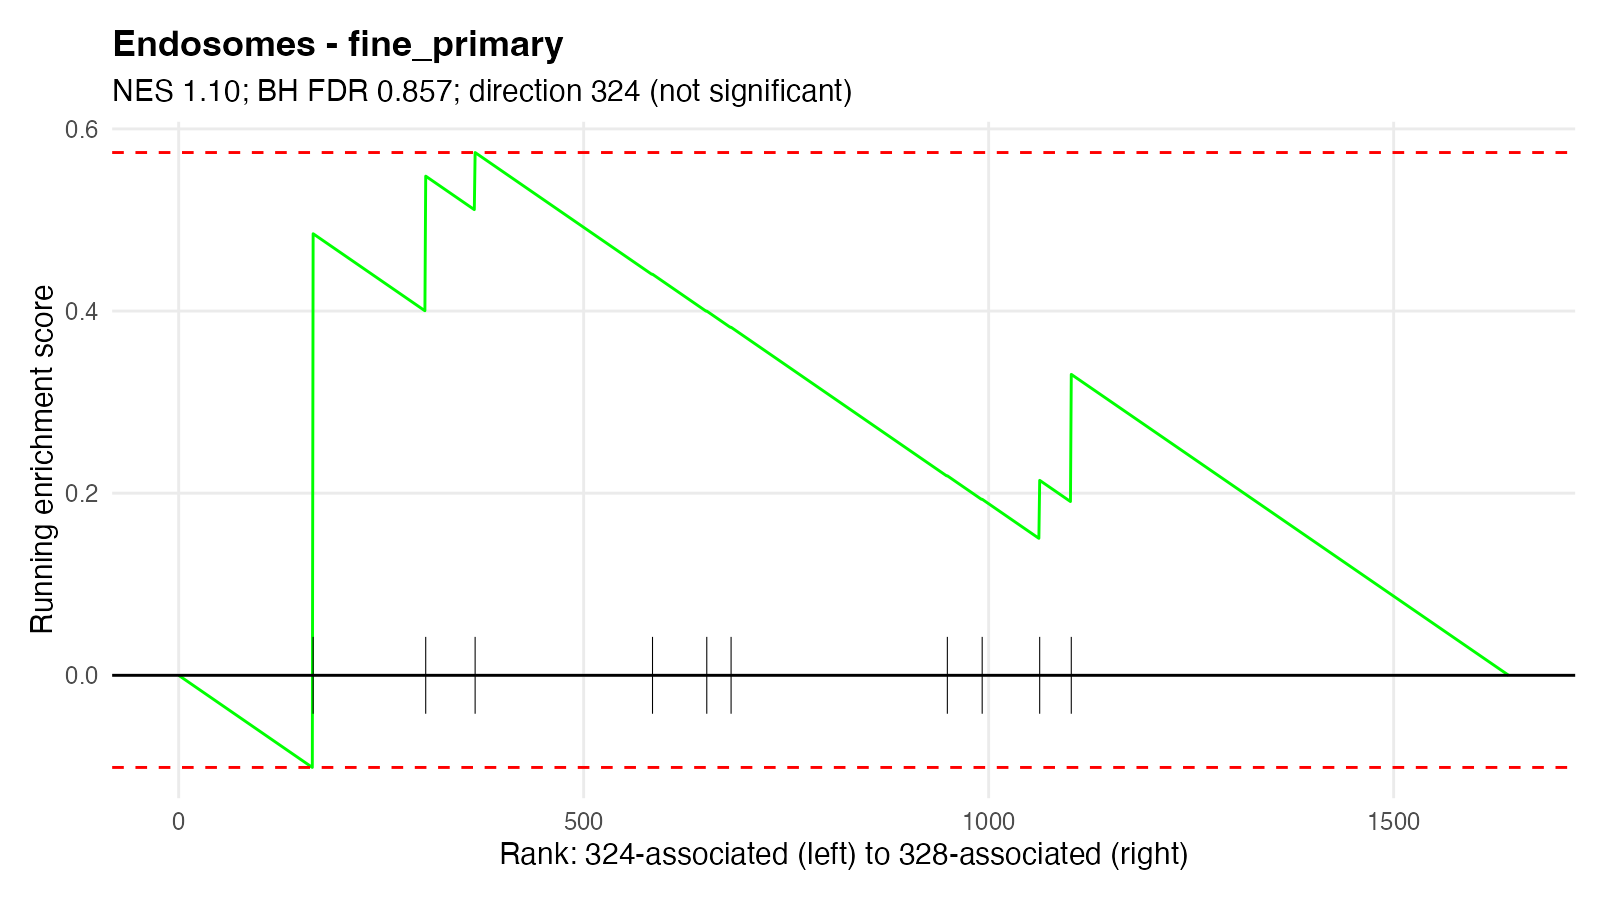 Endosomes - fine_primary
NES 1.10; BH FDR 0.857; direction 324 (not significant)
0.6
0.4
0.2
0.0
Running enrichment score
0 500 1000 1500
Rank: 324-associated (left) to 328-associated (right)